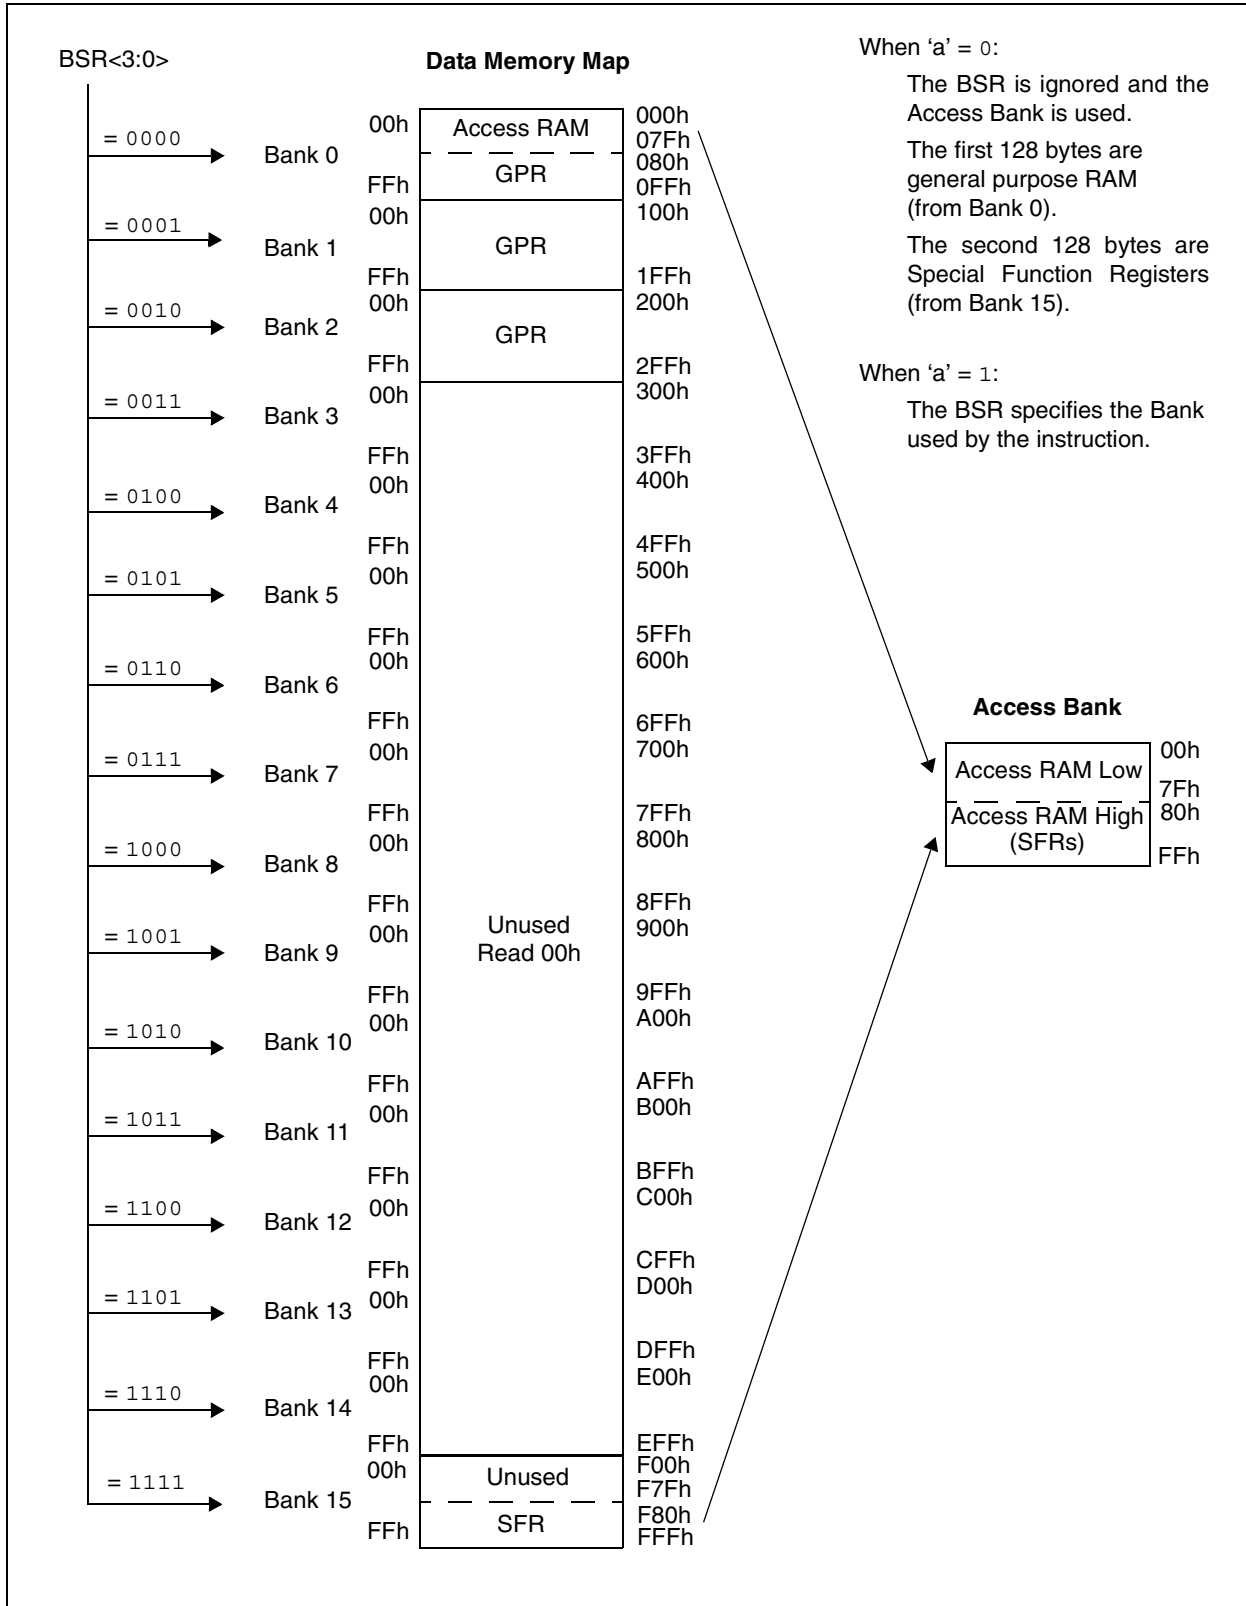 BSR<3:0>
Data Memory Map
When ‘a’ = 0:
The BSR is ignored and the
Access Bank is used.
The first 128 bytes are
general purpose RAM
(from Bank 0).
The second 128 bytes are
Special Function Registers
(from Bank 15).
When ‘a’ = 1:
The BSR specifies the Bank
used by the instruction.
= 0000
Bank 0
00h
Access RAM
000h
07Fh
GPR
080h
FFh
0FFh
= 0001
Bank 1
00h
100h
GPR
FFh
1FFh
= 0010
Bank 2
00h
200h
GPR
FFh
2FFh
= 0011
Bank 3
00h
300h
FFh
3FFh
= 0100
Bank 4
00h
400h
FFh
4FFh
= 0101
Bank 5
00h
500h
FFh
5FFh
= 0110
Bank 6
00h
600h
FFh
6FFh
= 0111
Bank 7
00h
700h
FFh
7FFh
= 1000
Bank 8
00h
800h
FFh
8FFh
= 1001
Bank 9
00h
Unused
Read 00h
900h
FFh
9FFh
= 1010
Bank 10
00h
A00h
FFh
AFFh
= 1011
Bank 11
00h
B00h
FFh
BFFh
= 1100
Bank 12
00h
C00h
FFh
CFFh
= 1101
Bank 13
00h
D00h
FFh
DFFh
= 1110
Bank 14
00h
E00h
FFh
EFFh
= 1111
Bank 15
00h
Unused
F00h
F7Fh
SFR
F80h
FFh
FFFh
Access Bank
Access RAM Low
00h
7Fh
Access RAM High
(SFRs)
80h
FFh